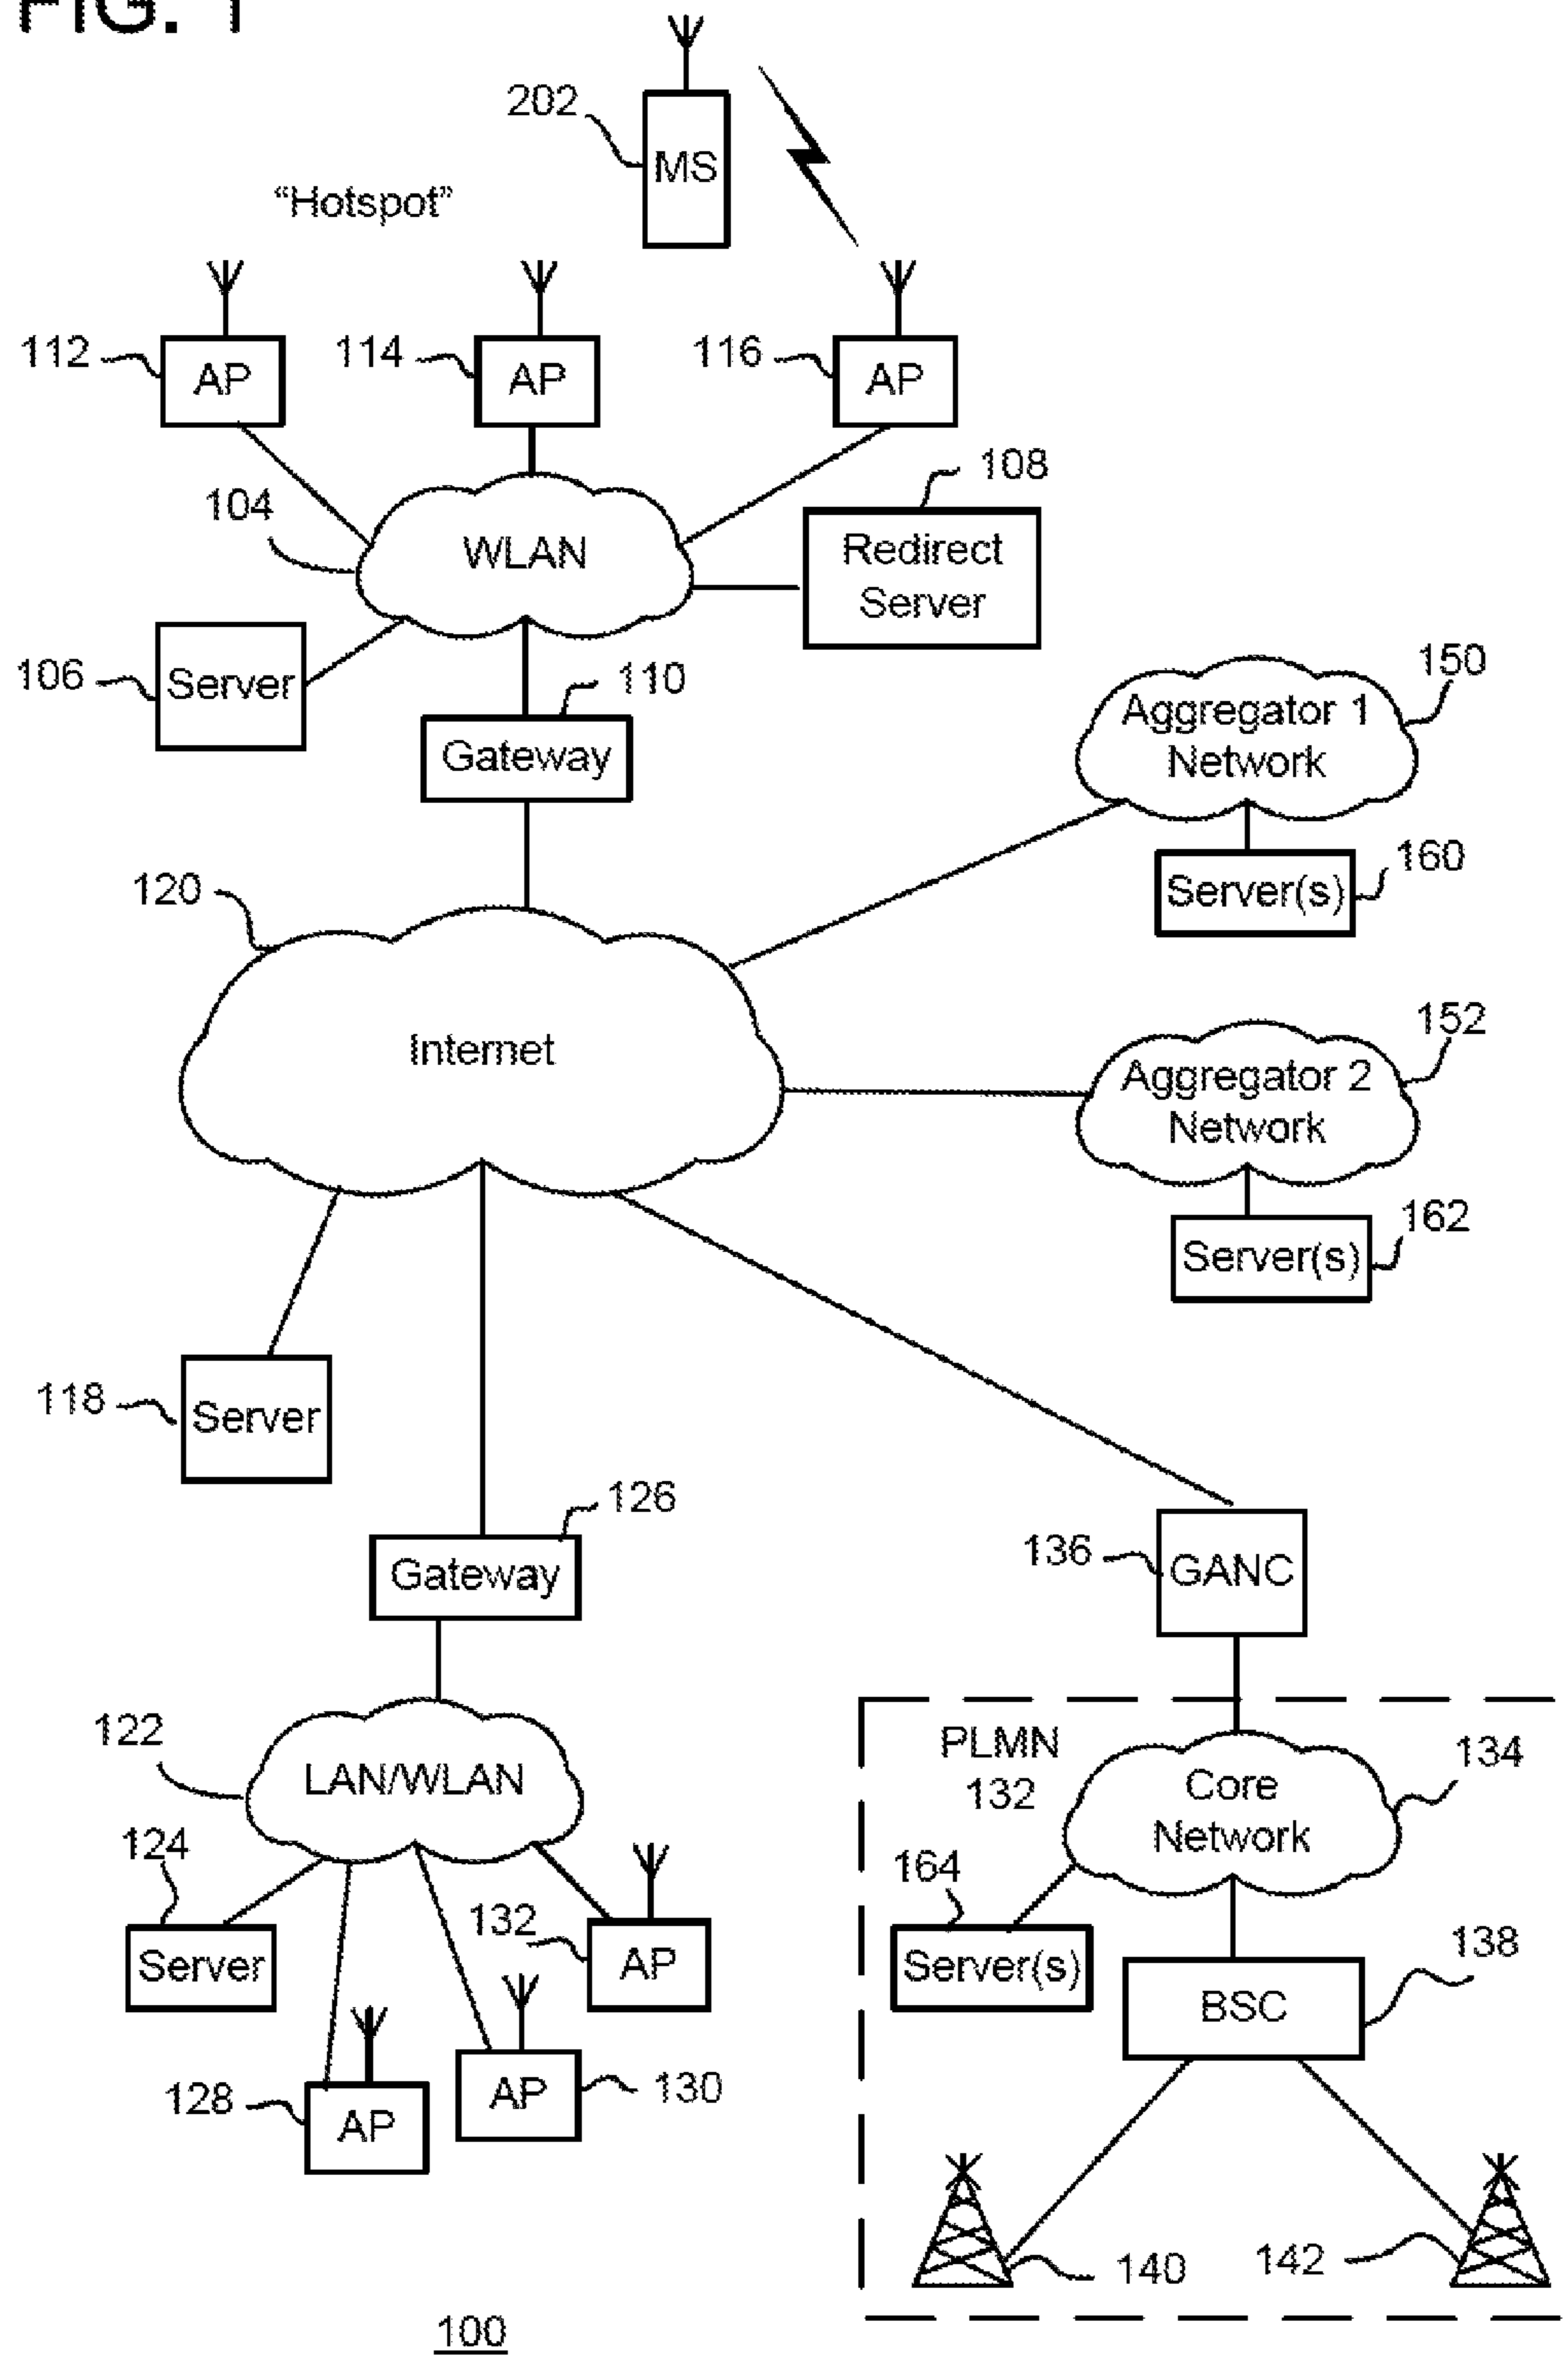 FIG. 1
202
MS
“Hotspot”
112
AP
114
AP
116
AP
104
WLAN
108
Redirect
Server
106
Server
110
Gateway
150
Aggregator 1
Network
160
Server(s)
120
Internet
152
Aggregator 2
Network
162
Server(s)
118
Server
126
Gateway
136
GANC
122
LAN/WLAN
PLMN
132
134
Core
Network
124
Server
132
AP
164
Server(s)
138
BSC
128
AP
130
AP
140
142
100